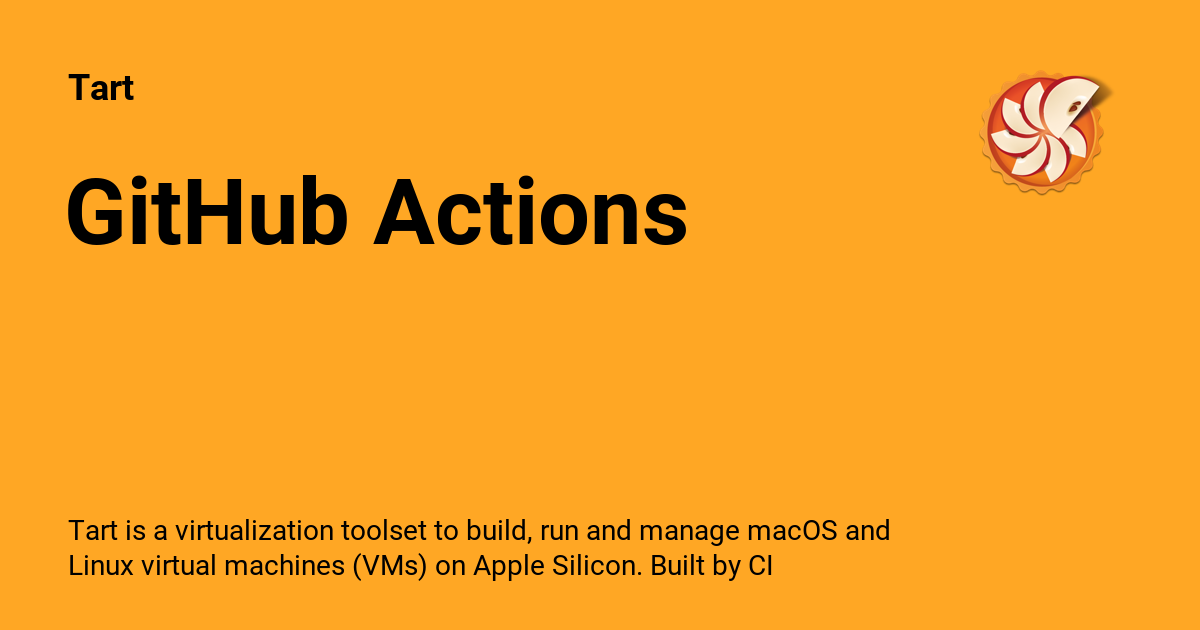 Tart
GitHub Actions
Tart is a virtualization toolset to build, run and manage macOS and
Linux virtual machines (VMs) on Apple Silicon. Built by CI